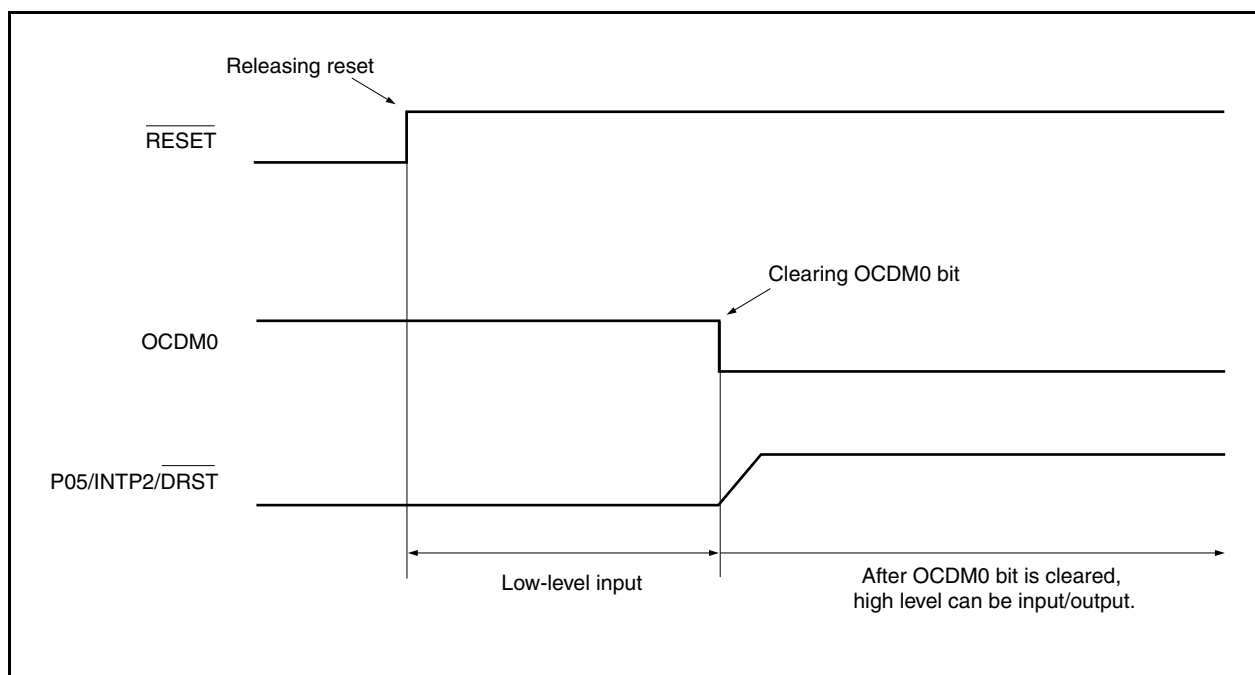 Releasing reset
RESET
Clearing OCDM0 bit
OCDM0
P05/INTP2/DRST
Low-level input
After OCDM0 bit is cleared,
high level can be input/output.